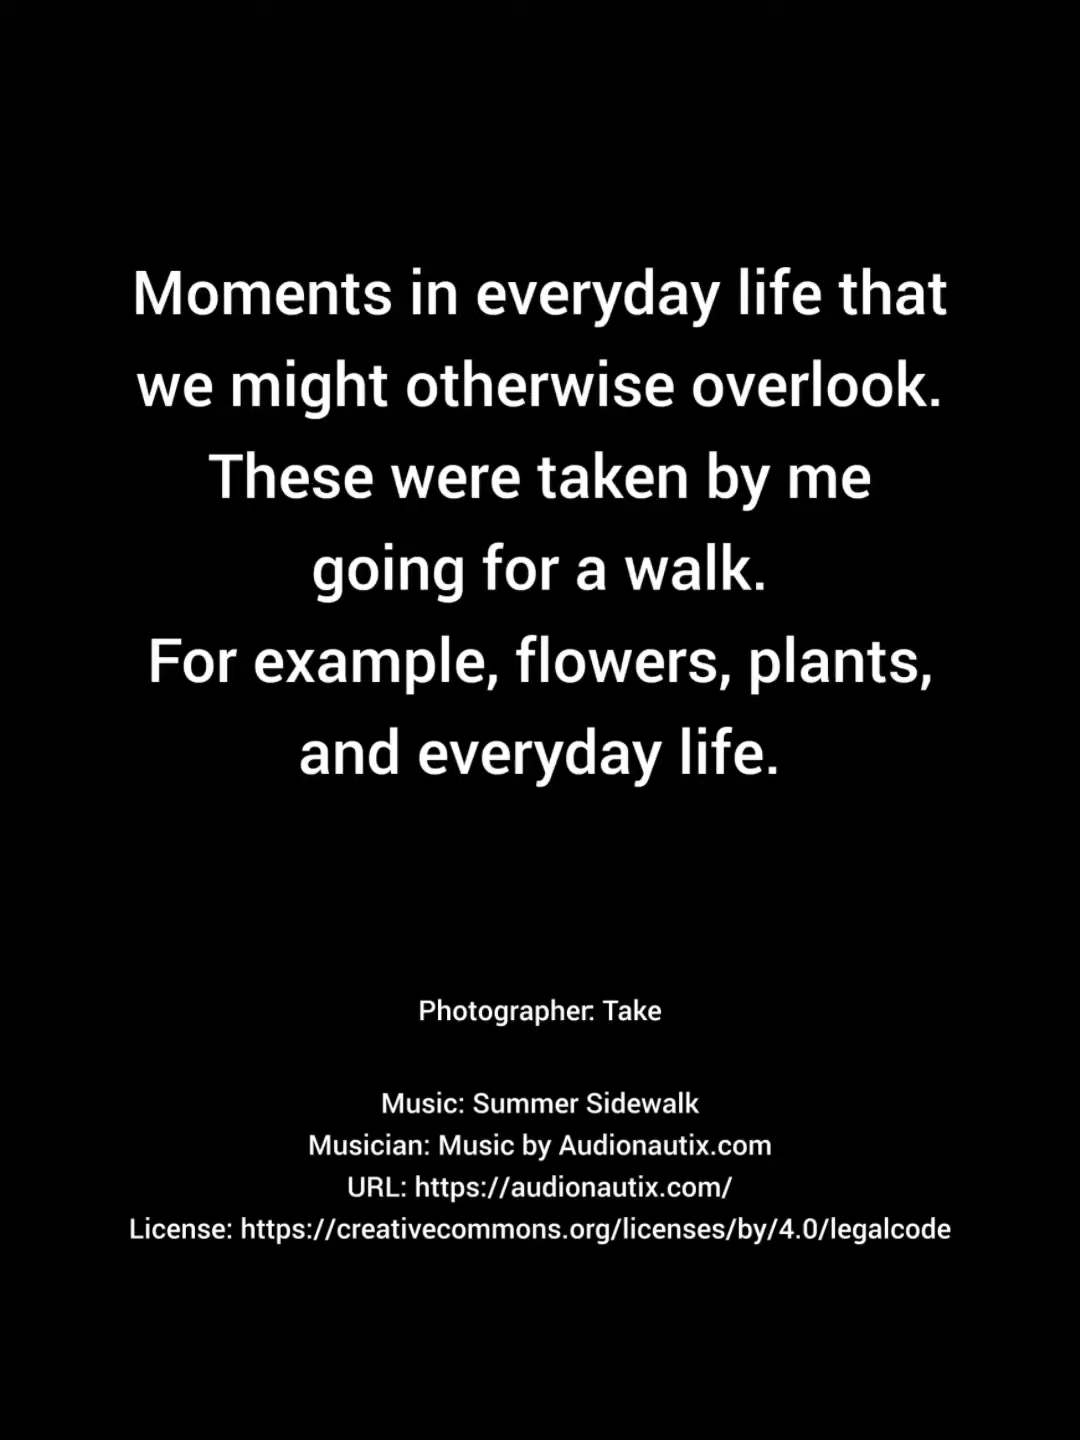 Moments in everyday life that
we might otherwise overlook.
These were taken by me
going for a walk.
For example, flowers, plants,
and everyday life.
Photographer: Take
Music: Summer Sidewalk
Musician: Music by Audionautix.com
URL: https://audionautix.com/
License: https://creativecommons.org/licenses/by/4.0/legalcode